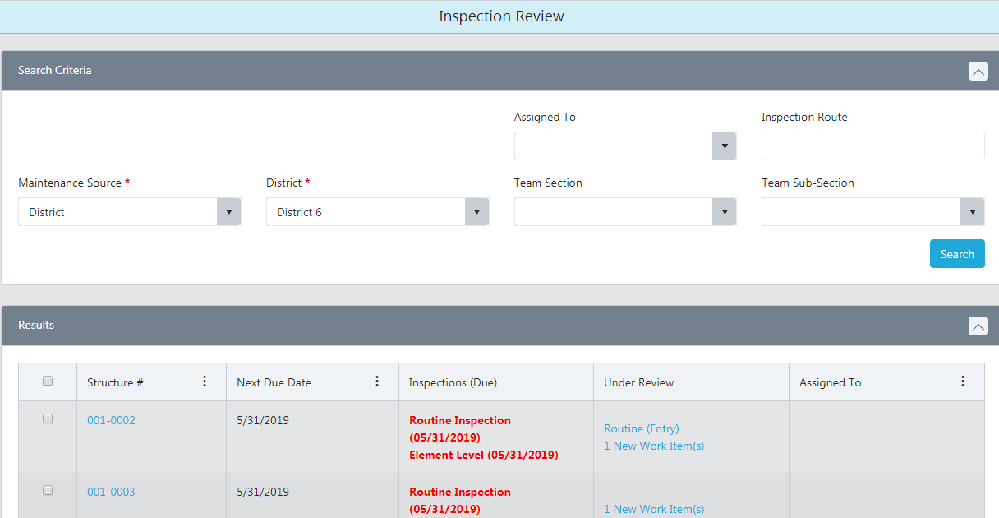 Inspection Review
Search Criteria
Assigned To
Inspection Route
Maintenance Source *
District *
Team Section
Team Sub-Section
District
District 6
Search
Results
Structure #
Next Due Date
Inspections (Due)
Under Review
Assigned To
001-0002
5/31/2019
Routine Inspection
(05/31/2019)
Element Level (05/31/2019)
Routine (Entry)
1 New Work Item(s)
001-0003
5/31/2019
Routine Inspection
(05/31/2019)
1 New Work Item(s)